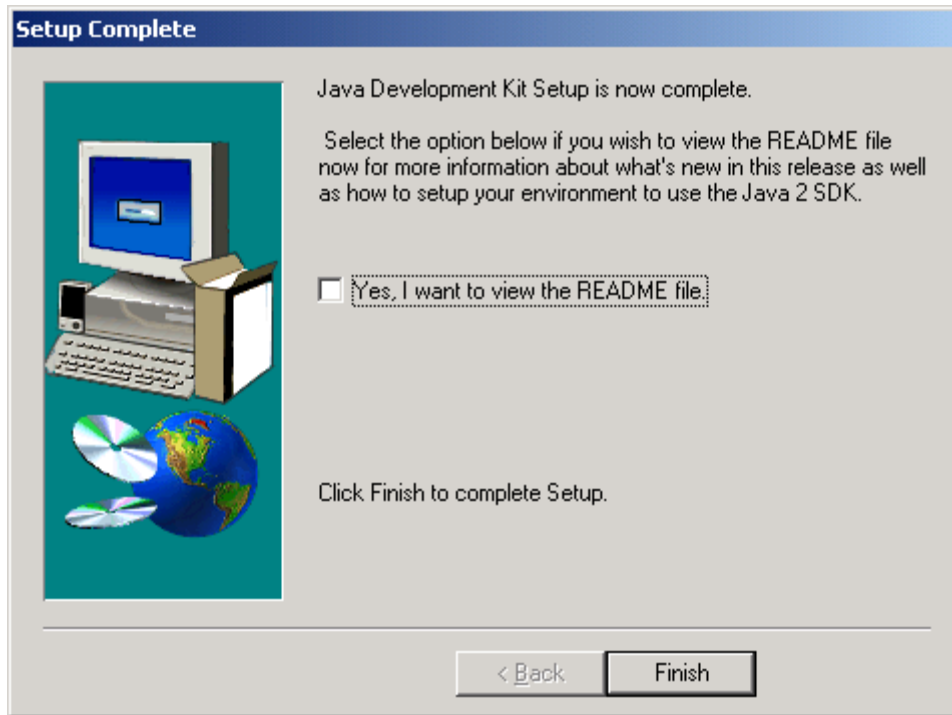 Setup Complete
Java Development Kit Setup is now complete.
Select the option below if you wish to view the README file
now for more information about what's new in this release as well
as how to setup your environment to use the Java 2 SDK.
Yes, I want to view the README file.
Click Finish to complete Setup.
< Back
Finish